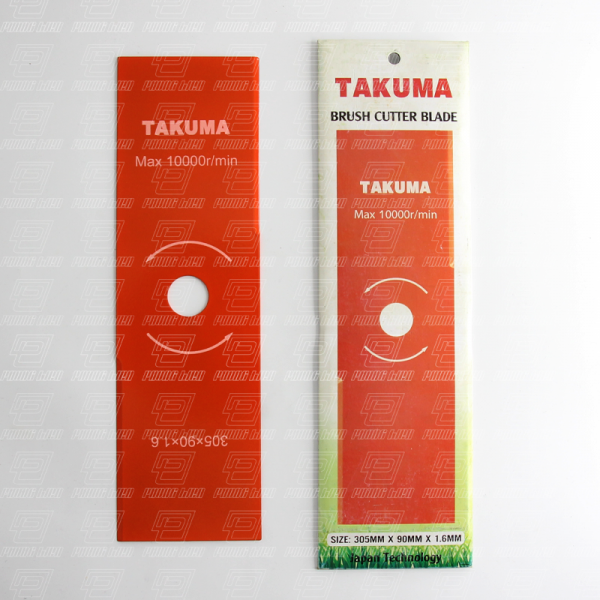 TAKUMA
Max 10000r/min
305×90×1.6
TAKUMA
BRUSH CUTTER BLADE
TAKUMA
Max 10000r/min
SIZE: 305MM X 90MM X 1.6MM
Japan Technology